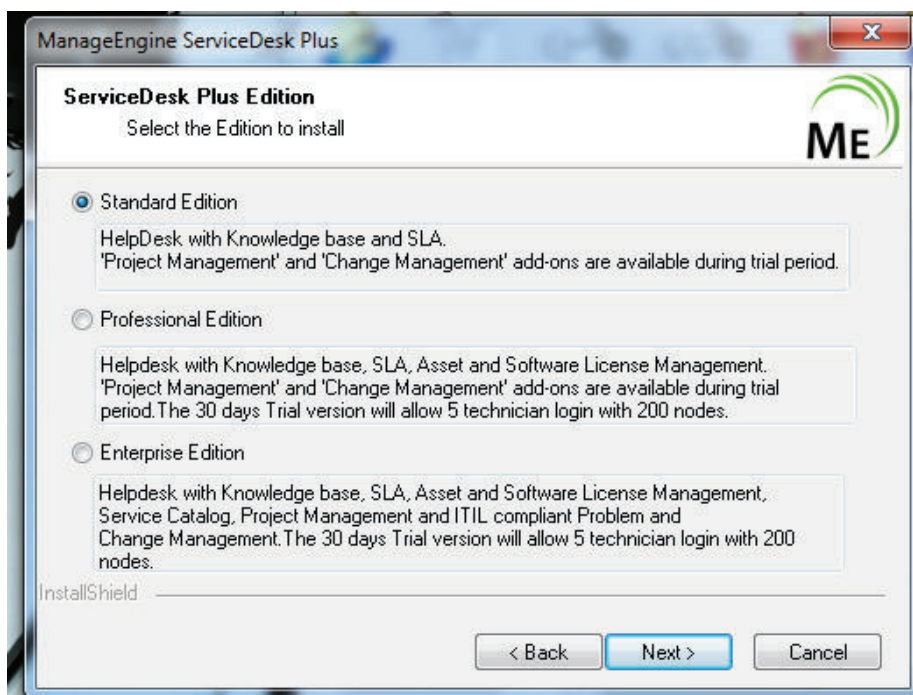 ManageEngine ServiceDesk Plus
X
ServiceDesk Plus Edition
Select the Edition to install
ME
Standard Edition
HelpDesk with Knowledge base and SLA.
'Project Management' and 'Change Management' add-ons are available during trial period.
Professional Edition
Helpdesk with Knowledge base, SLA, Asset and Software License Management.
'Project Management' and 'Change Management' add-ons are available during trial
period.The 30 days Trial version will allow 5 technician login with 200 nodes.
Enterprise Edition
Helpdesk with Knowledge base, SLA, Asset and Software License Management,
Service Catalog, Project Management and ITIL compliant Problem and
Change Management.The 30 days Trial version will allow 5 technician login with 200
nodes.
InstallShield
< Back Next > Cancel